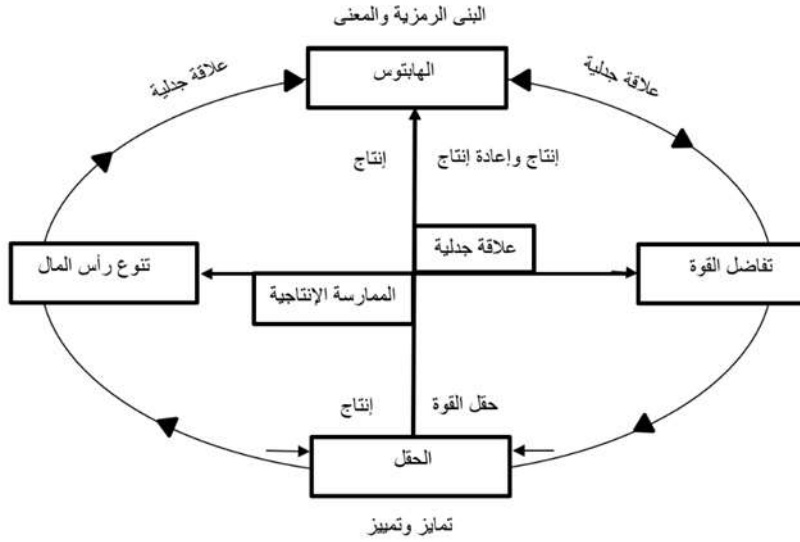 البنى الرمزية والمعنى
الهابتوس
علاقة جدلية
علاقة جدلية
إنتاج وإعادة إنتاج
إنتاج
علاقة جدلية
تفاضل القوة
تنوع رأس المال
الممارسة الإنتاجية
حقل القوة
إنتاج
الحقل
تمايز وتمييز